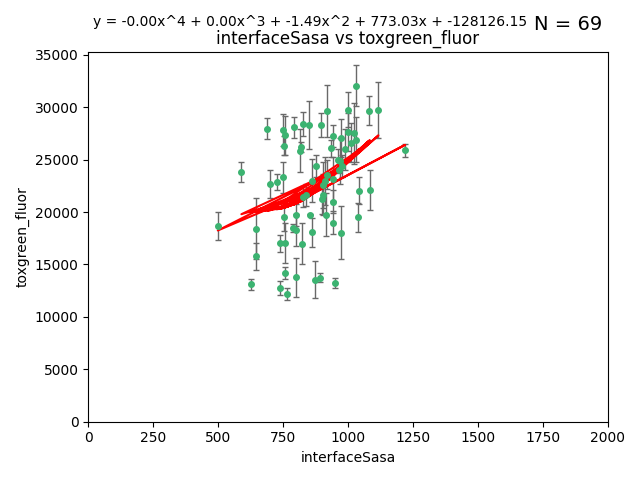 y = -0.00x^4 + 0.00x^3 + -1.49x^2 + 773.03x + -128126.15 N = 69
interfaceSasa vs toxgreen_fluor
35000
30000
25000
20000
15000
10000
5000
0
toxgreen_fluor
0 250 500 750 1000 1250 1500 1750 2000
interfaceSasa